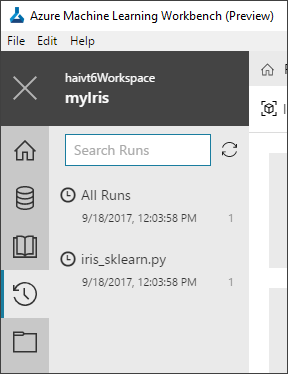 Azure Machine Learning Workbench (Preview)
File Edit Help
haivt6Workspace
myIris
Search Runs
All Runs
9/18/2017, 12:03:58 PM 1
iris_sklearn.py
9/18/2017, 12:03:58 PM 1